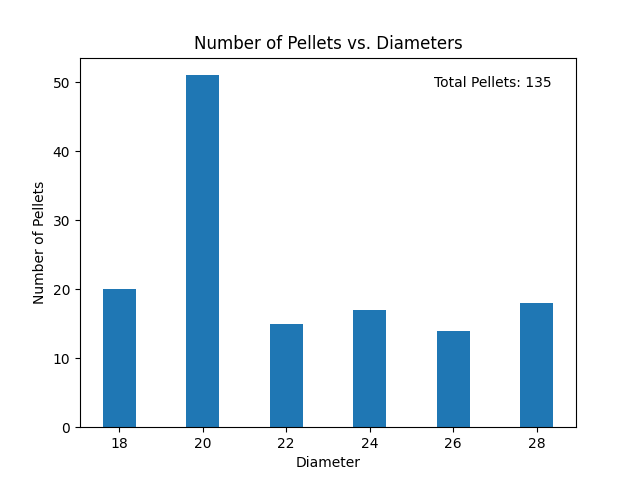 Number of Pellets vs. Diameters
Total Pellets: 135
Number of Pellets
50
40
30
20
10
0
18 20 22 24 26 28
Diameter